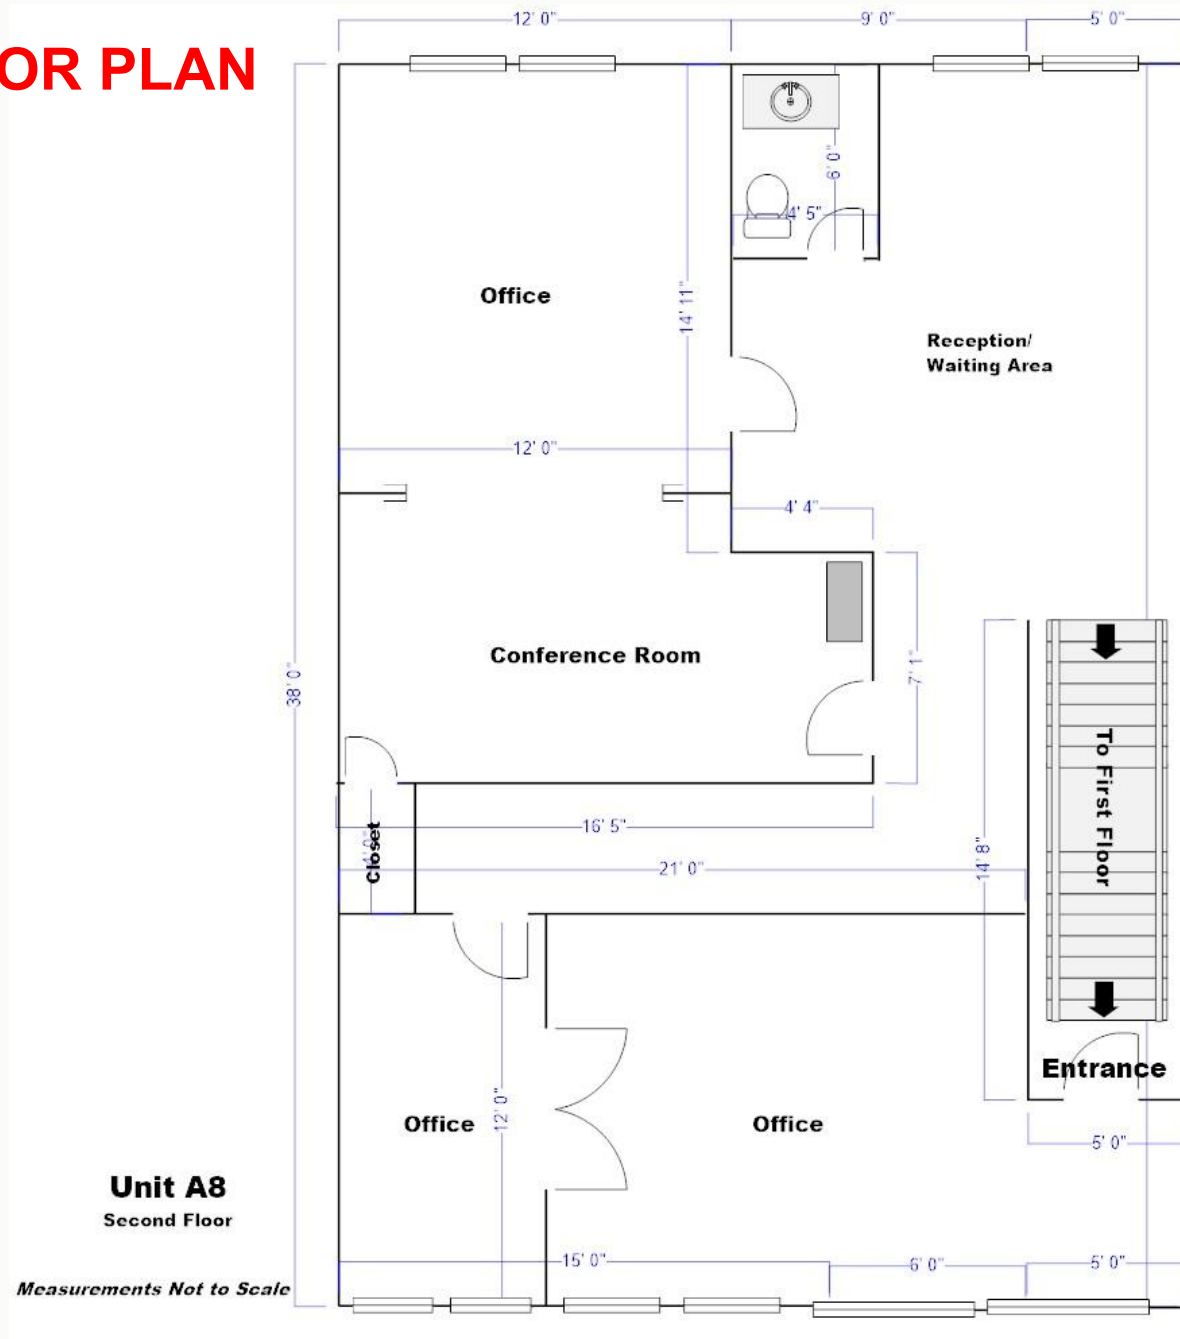 12' 0"
9' 0"
5' 0"
OR PLAN
6' 0"
4' 5"
Office
14' 11"
Reception/
Waiting Area
12' 0"
4' 4"
Conference Room
7' 1"
38' 0"
To First Floor
16' 5"
Closet
4' 0"
21' 0"
14' 8"
Entrance
Office
12' 0"
Office
5' 0"
Unit A8
Second Floor
15' 0"
6' 0"
5' 0"
Measurements Not to Scale